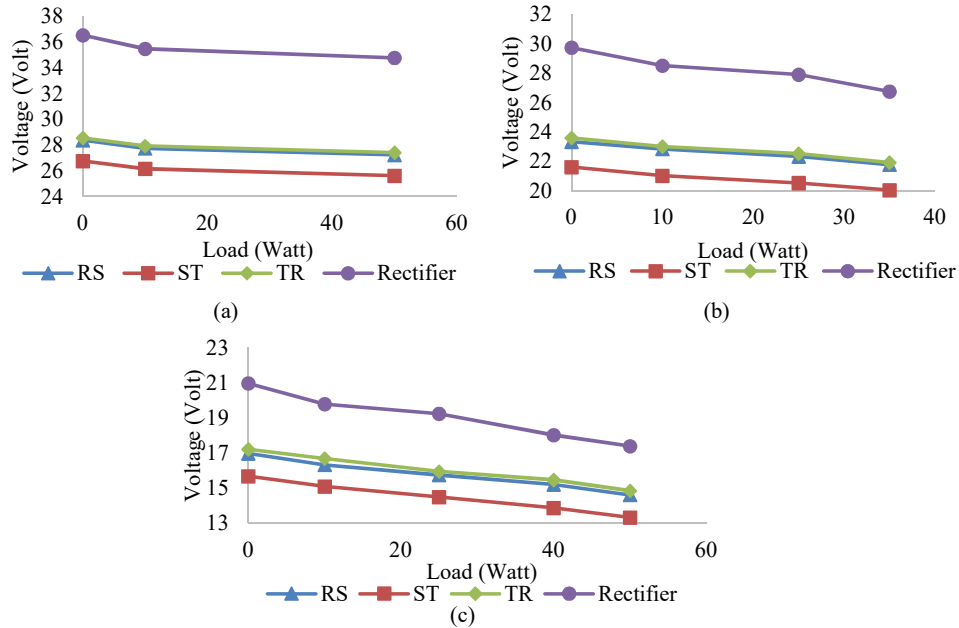 Voltage (Volt)
38
36
34
32
30
28
26
24
0
20
40
60
Load (Watt)
RS ST TR Rectifier
(a)
Voltage (Volt)
32
30
28
26
24
22
20
0
10
20
30
40
Load (Watt)
RS ST TR Rectifier
(b)
Voltage (Volt)
23
21
19
17
15
13
0
20
40
60
Load (Watt)
RS ST TR Rectifier
(c)